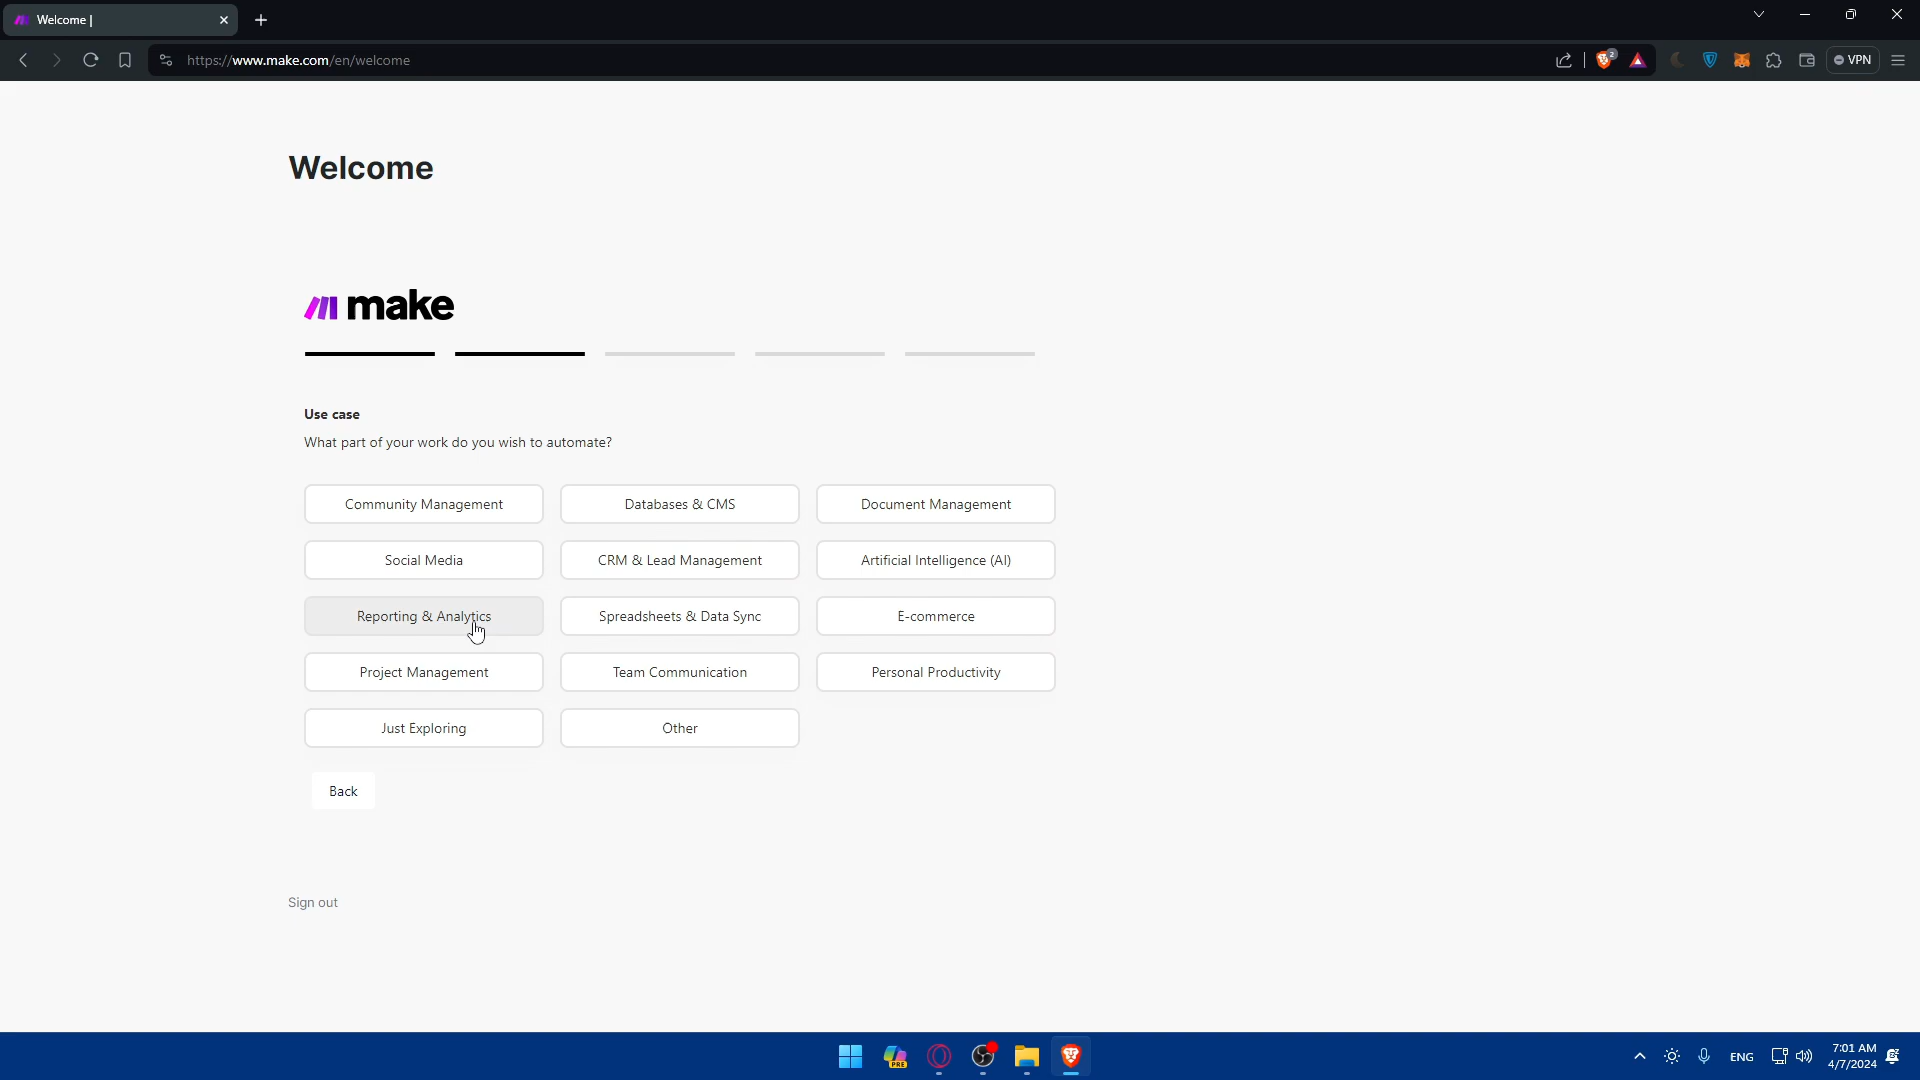 Welcome |
https://www.make.com/en/welcome
2
VPN
Welcome
make
Use case
What part of your work do you wish to automate?
Community Management
Databases & CMS
Document Management
Social Media
CRM & Lead Management
Artificial Intelligence (AI)
Reporting & Analytics
Spreadsheets & Data Sync
E-commerce
Project Management
Team Communication
Personal Productivity
Just Exploring
Other
Back
Sign out
PRE
ENG
7:01 AM
4/7/2024